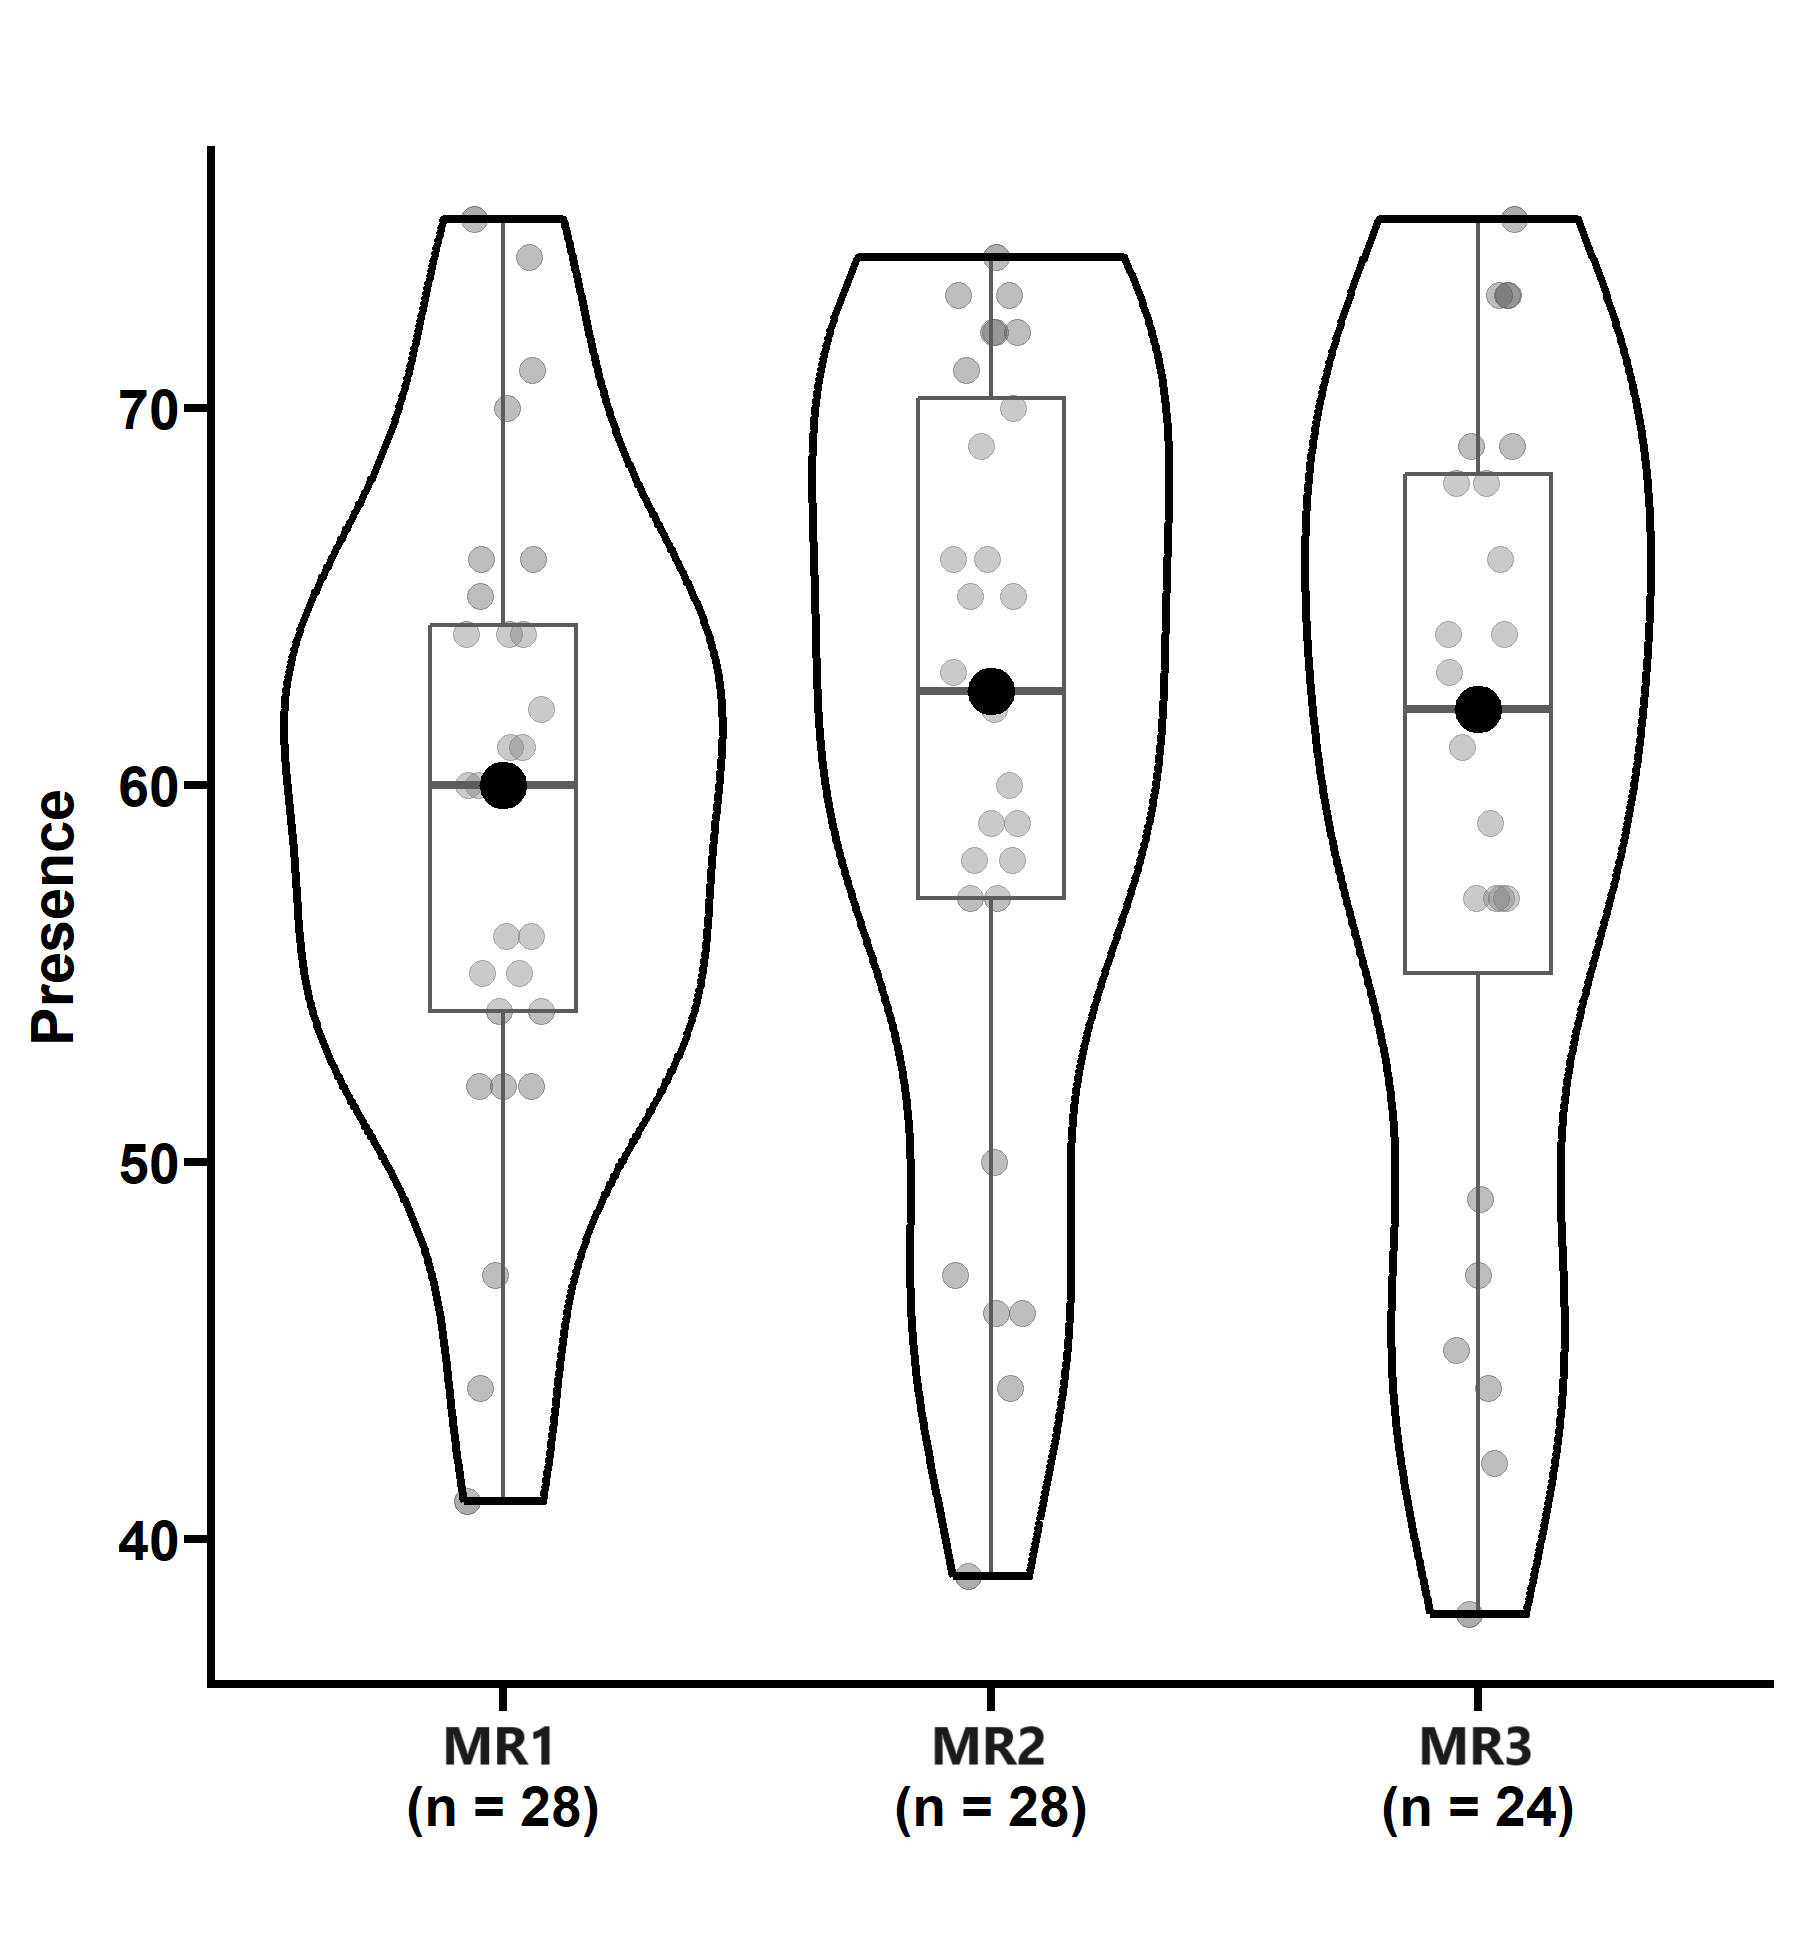 Presence
70
60
50
40
MR1 MR2 MR3
(n = 28) (n = 28) (n = 24)